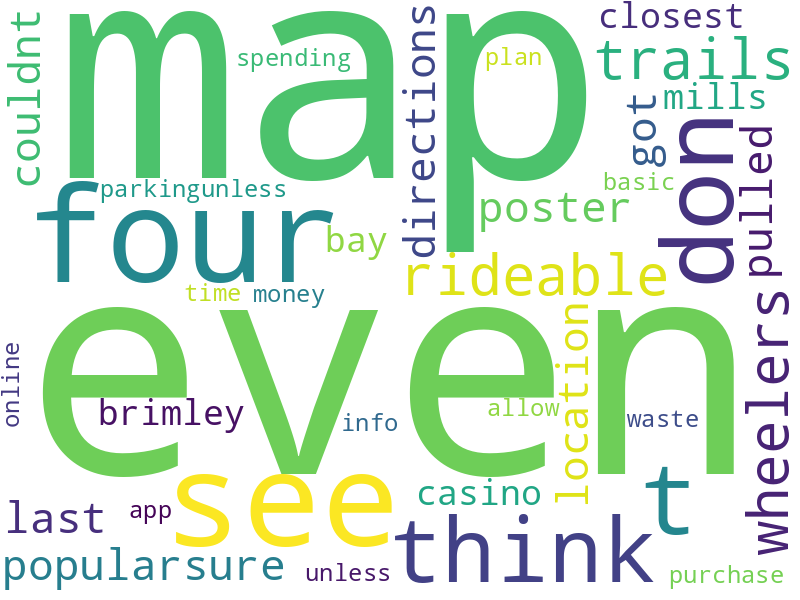 map
closest
couldnt
spending
directions
plan
trails
mills
got
don
pulled
parkingunless
basic
four
poster
bay
rideable
time
money
even
wheelers
location
online
brimley
info
allow
waste
see
t
casino
last
app
think
popularsure
unless
purchase